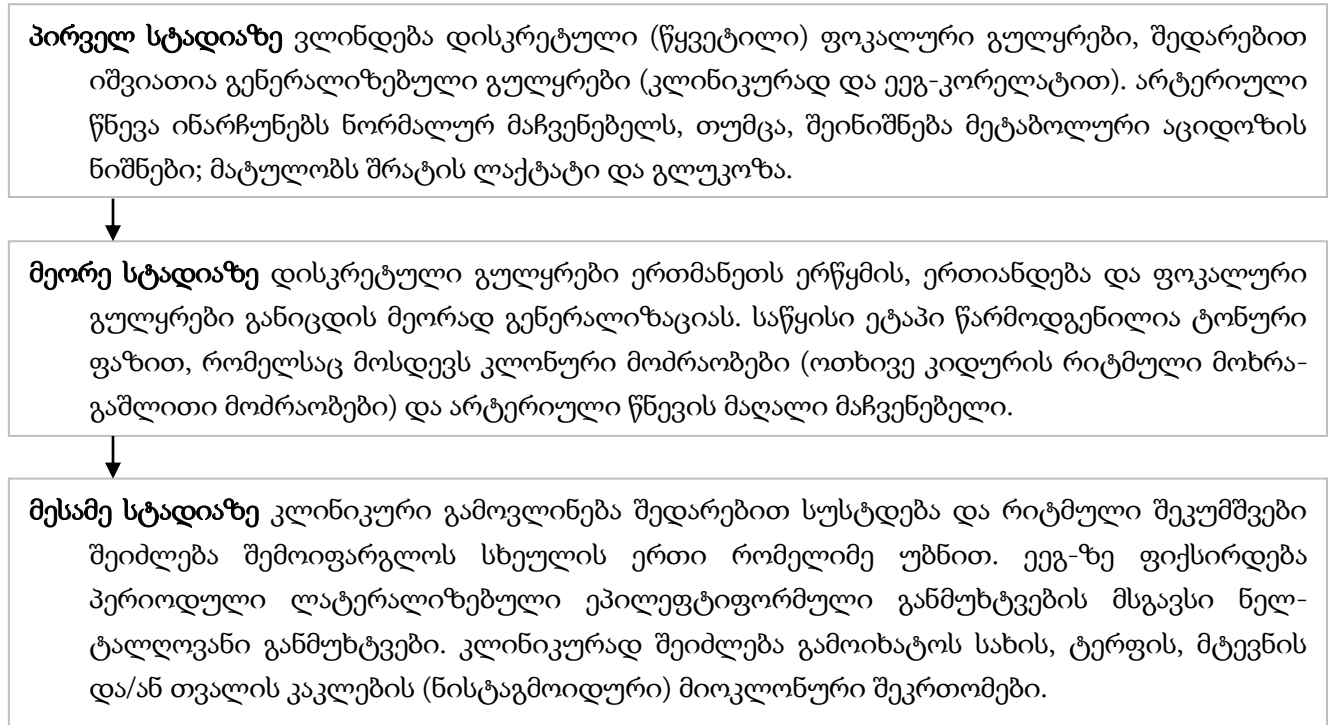 პირველ სტადიაზე ვლინდება დისკრეტული (წყვეტილი) ფოკალური გულყრები, შედარებით
იშვიათია გენერალიზებული გულყრები (კლინიკურად და ეეგ-კორელატით). არტერიული
წნევა ინარჩუნებს ნორმალურ მაჩვენებელს, თუმცა, შეინიშნება მეტაბოლური აციდოზის
ნიშნები; მატულობს შრატის ლაქტატი და გლუკოზა.
მეორე სტადიაზე დისკრეტული გულყრები ერთმანეთს ერწყმის, ერთიანდება და ფოკალური
გულყრები განიცდის მეორად გენერალიზაციას. საწყისი ეტაპი წარმოდგენილია ტონური
ფაზით, რომელსაც მოსდევს კლონური მოძრაობები (ოთხივე კიდურის რიტმული მოხრა-
გაშლითი მოძრაობები) და არტერიული წნევის მაღალი მაჩვენებელი.
მესამე სტადიაზე კლინიკური გამოვლინება შედარებით სუსტდება და რიტმული შეკუმშვები
შეიძლება შემოიფარგლოს სხეულის ერთი რომელიმე უბნით. ეეგ-ზე ფიქსირდება
პერიოდული ლატერალიზებული ეპილეფტიფორმული განმუხტვების მსგავსი ნელ-
ტალღოვანი განმუხტვები. კლინიკურად შეიძლება გამოიხატოს სახის, ტერფის, მტევნის
და/ან თვალის კაკლების (ნისტაგმოიდური) მიოკლონური შეკრთომები.